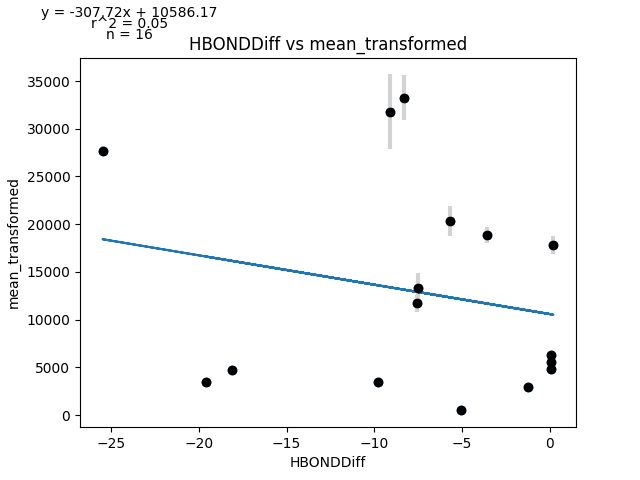 y = -307.72x + 10586.17
r^2 = 0.05
n = 16
HBONDDiff vs mean_transformed
35000
30000
25000
20000
15000
10000
5000
0
mean_transformed
−25
−20
−15
−10
−5
0
HBONDDiff